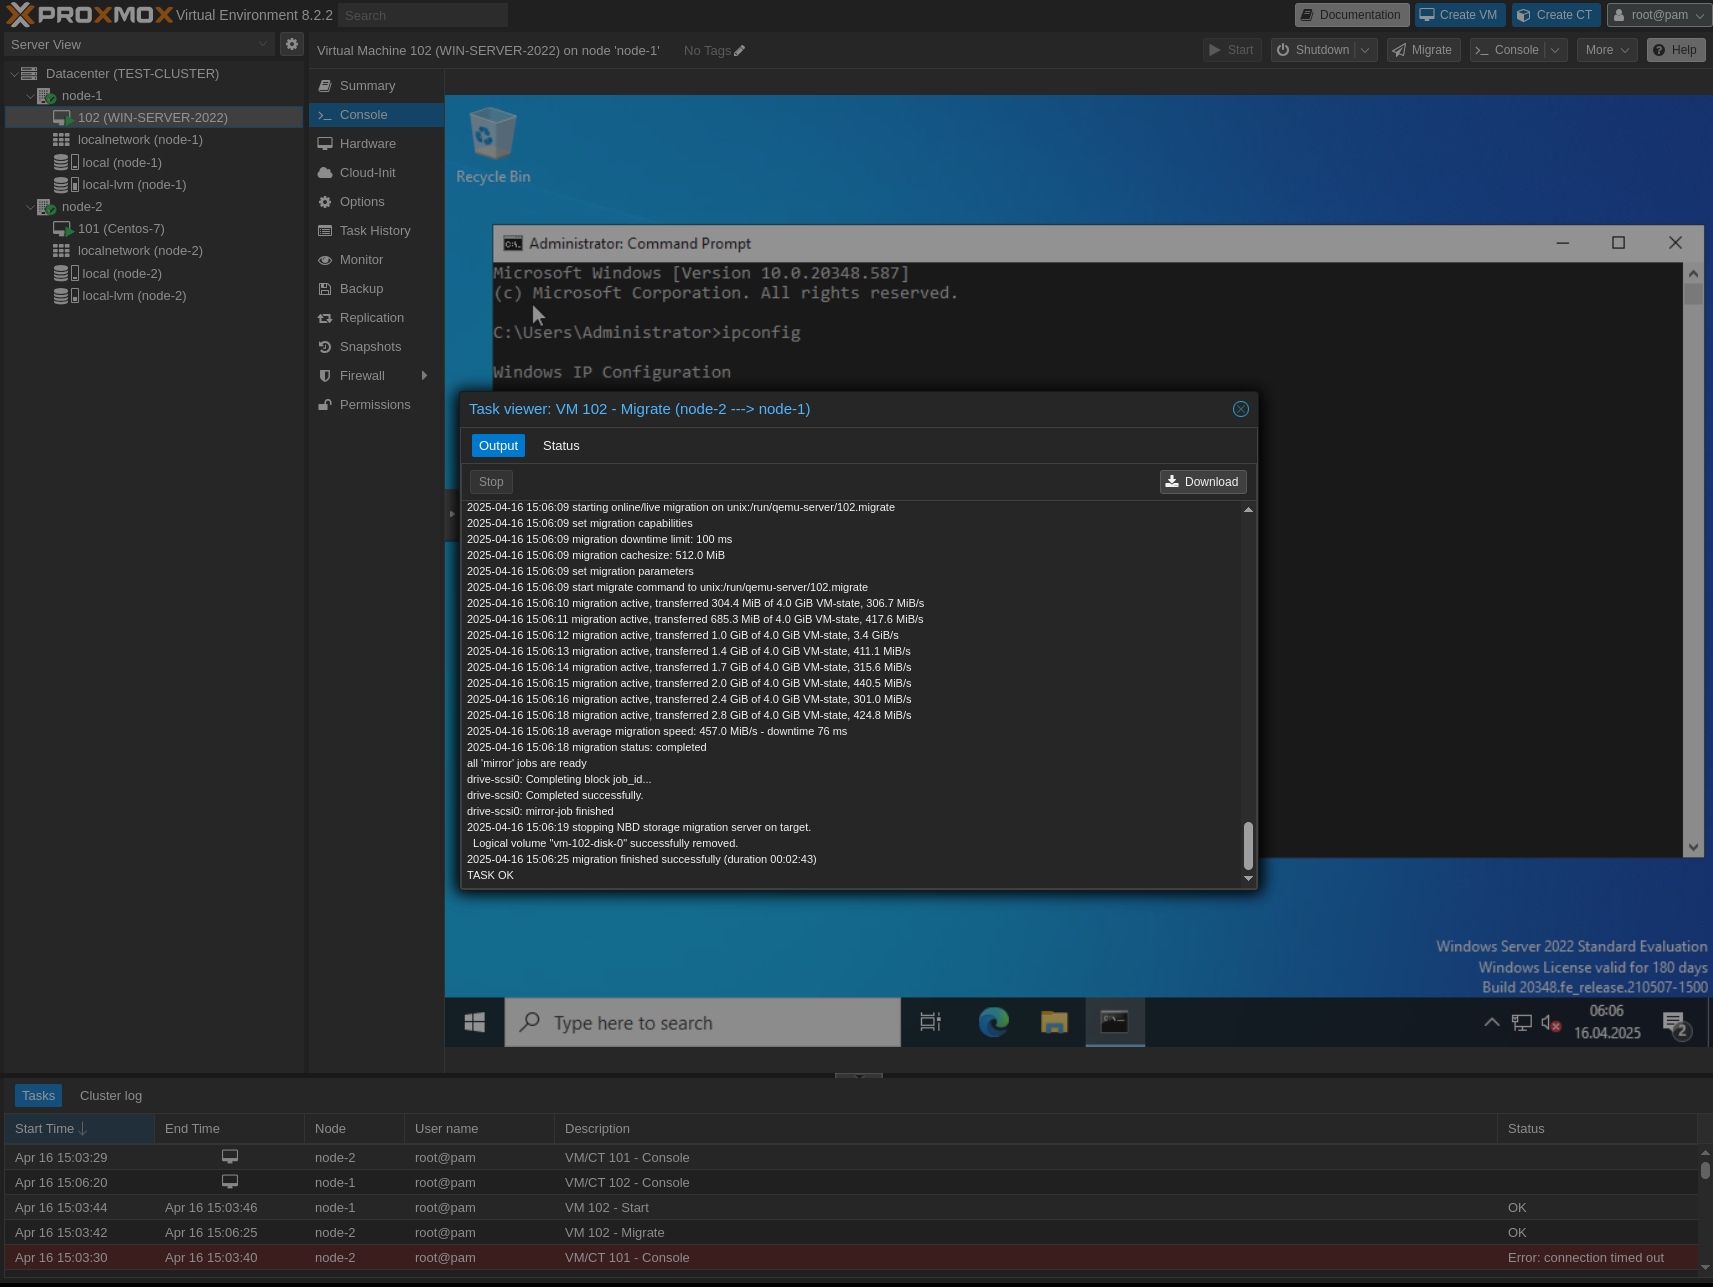 PROXMOX Virtual Environment 8.2.2 Search Documentation Create VM Create CT root@pam
Server View
Virtual Machine 102 (WIN-SERVER-2022) on node 'node-1' No Tags Start Shutdown Migrate Console More Help
Datacenter (TEST-CLUSTER)
node-1
102 (WIN-SERVER-2022)
localnetwork (node-1)
local (node-1)
local-lvm (node-1)
node-2
101 (Centos-7)
localnetwork (node-2)
local (node-2)
local-lvm (node-2)
Summary
Console
Hardware
Cloud-Init
Options
Task History
Monitor
Backup
Replication
Snapshots
Firewall
Permissions
Recycle Bin
Administrator: Command Prompt
Microsoft Windows [Version 10.0.20348.587]
(c) Microsoft Corporation. All rights reserved.
C:\Users\Administrator>ipconfig
Windows IP Configuration
Task viewer: VM 102 - Migrate (node-2 ---> node-1)
Output Status
Stop Download
2025-04-16 15:06:09 starting online/live migration on unix:/run/qemu-server/102.migrate
2025-04-16 15:06:09 set migration capabilities
2025-04-16 15:06:09 migration downtime limit: 100 ms
2025-04-16 15:06:09 migration cachesize: 512.0 MiB
2025-04-16 15:06:09 set migration parameters
2025-04-16 15:06:09 start migrate command to unix:/run/qemu-server/102.migrate
2025-04-16 15:06:10 migration active, transferred 304.4 MiB of 4.0 GiB VM-state, 306.7 MiB/s
2025-04-16 15:06:11 migration active, transferred 685.3 MiB of 4.0 GiB VM-state, 417.6 MiB/s
2025-04-16 15:06:12 migration active, transferred 1.0 GiB of 4.0 GiB VM-state, 3.4 GiB/s
2025-04-16 15:06:13 migration active, transferred 1.4 GiB of 4.0 GiB VM-state, 411.1 MiB/s
2025-04-16 15:06:14 migration active, transferred 1.7 GiB of 4.0 GiB VM-state, 315.6 MiB/s
2025-04-16 15:06:15 migration active, transferred 2.0 GiB of 4.0 GiB VM-state, 440.5 MiB/s
2025-04-16 15:06:16 migration active, transferred 2.4 GiB of 4.0 GiB VM-state, 301.0 MiB/s
2025-04-16 15:06:18 migration active, transferred 2.8 GiB of 4.0 GiB VM-state, 424.8 MiB/s
2025-04-16 15:06:18 average migration speed: 457.0 MiB/s - downtime 76 ms
2025-04-16 15:06:18 migration status: completed
all 'mirror' jobs are ready
drive-scsi0: Completing block job_id...
drive-scsi0: Completed successfully.
drive-scsi0: mirror-job finished
2025-04-16 15:06:19 stopping NBD storage migration server on target.
Logical volume "vm-102-disk-0" successfully removed.
2025-04-16 15:06:25 migration finished successfully (duration 00:02:43)
TASK OK
Windows Server 2022 Standard Evaluation
Windows License valid for 180 days
Build 20348.fe_release.210507-1500
Type here to search
06:06
16.04.2025
2
Tasks Cluster log
Start Time End Time Node User name Description Status
Apr 16 15:03:29 node-2 root@pam VM/CT 101 - Console
Apr 16 15:06:20 node-1 root@pam VM/CT 102 - Console
Apr 16 15:03:44 Apr 16 15:03:46 node-1 root@pam VM 102 - Start OK
Apr 16 15:03:42 Apr 16 15:06:25 node-2 root@pam VM 102 - Migrate OK
Apr 16 15:03:30 Apr 16 15:03:40 node-2 root@pam VM/CT 101 - Console Error: connection timed out